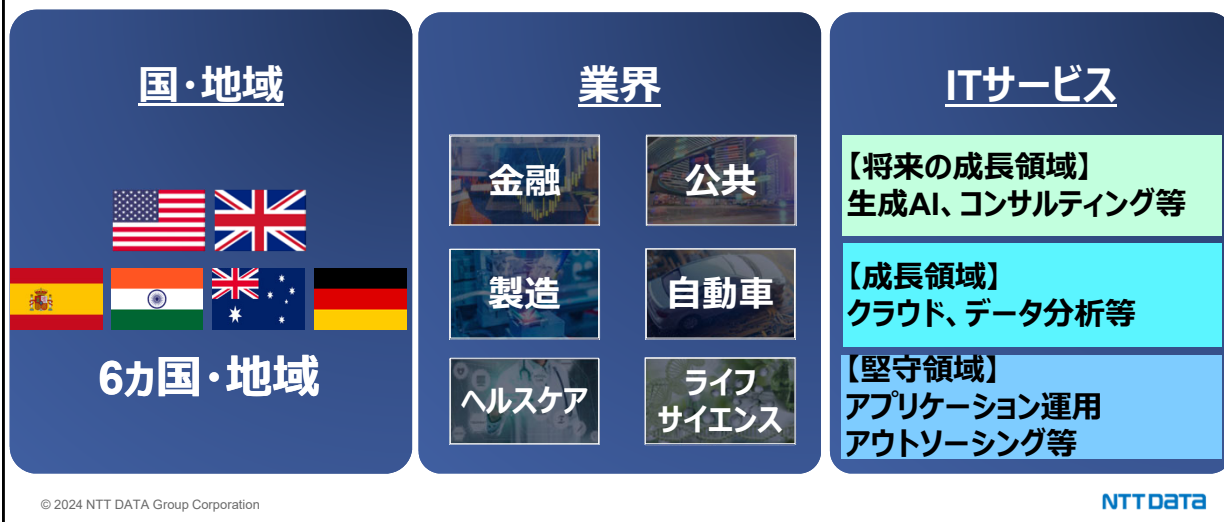 国・地域
6カ国・地域
業界
金融
公共
製造
自動車
ヘルスケア
ライフ
サイエンス
ITサービス
【将来の成長領域】
生成AI、コンサルティング等
【成長領域】
クラウド、データ分析等
【堅守領域】
アプリケーション運用
アウトソーシング等
© 2024 NTT DATA Group Corporation
NTT DATA